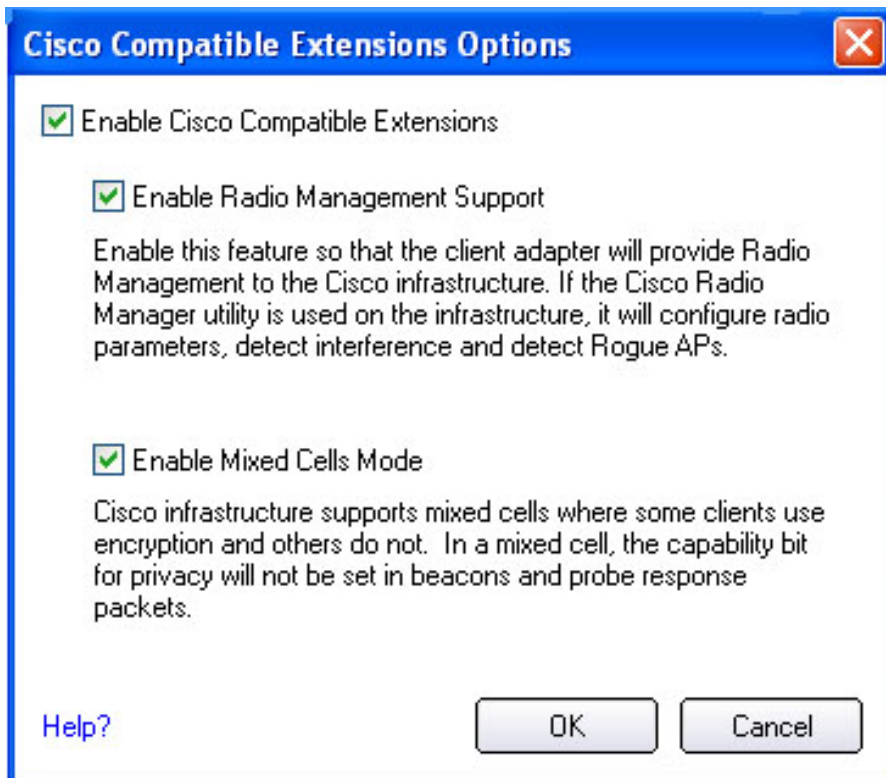 Cisco Compatible Extensions Options
Enable Cisco Compatible Extensions
Enable Radio Management Support
Enable this feature so that the client adapter will provide Radio
Management to the Cisco infrastructure. If the Cisco Radio
Manager utility is used on the infrastructure, it will configure radio
parameters, detect interference and detect Rogue APs.
Enable Mixed Cells Mode
Cisco infrastructure supports mixed cells where some clients use
encryption and others do not.  In a mixed cell, the capability bit
for privacy will not be set in beacons and probe response
packets.
Help?
OK
Cancel